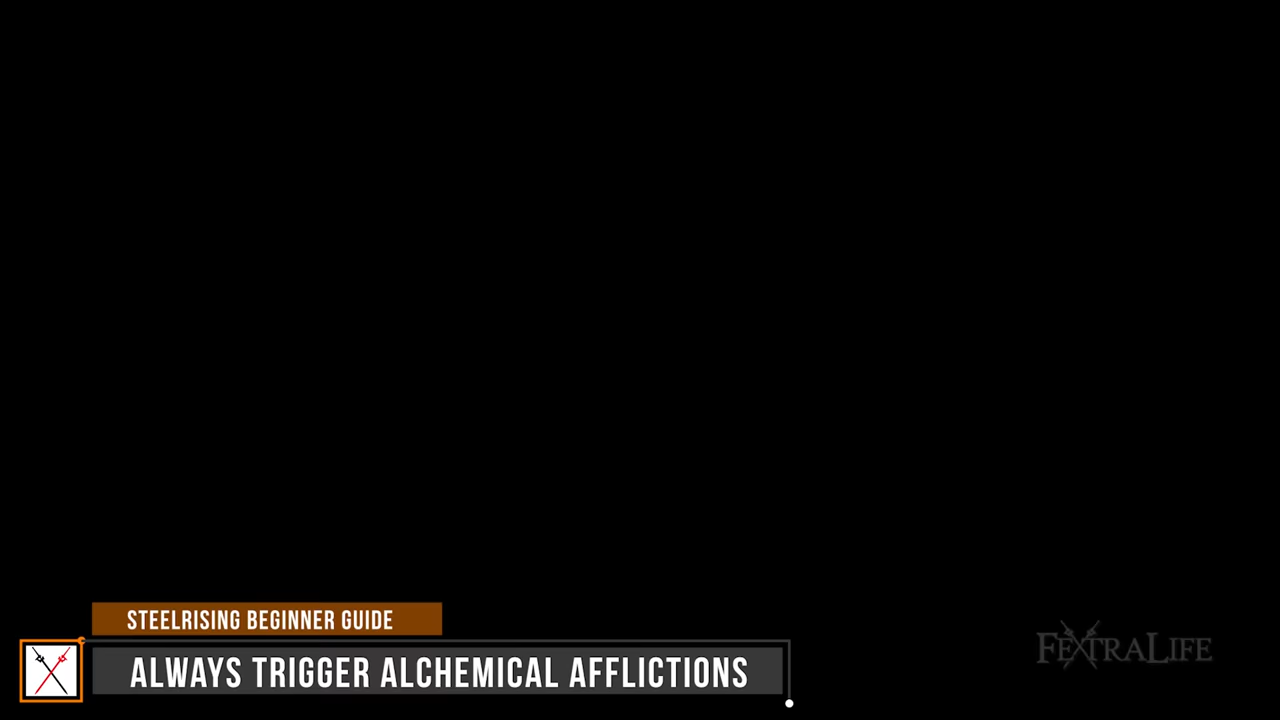 STEELRISING BEGINNER GUIDE
ALWAYS TRIGGER ALCHEMICAL AFFLICTIONS
FEXTRALIFE